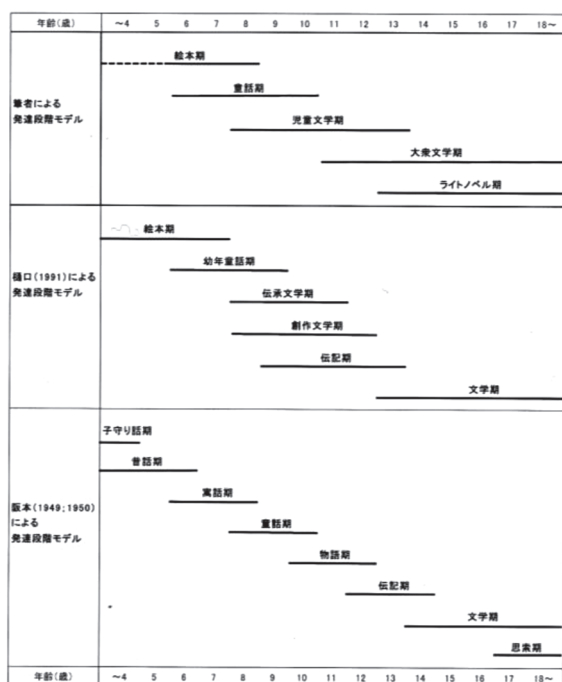 年齢(歳) ～4 5 6 7 8 9 10 11 12 13 14 15 16 17 18～
絵本期
童話期
筆者による
発達段階モデル
児童文学期
大衆文学期
ライトノベル期
絵本期
幼年童話期
樋口(1991)による
発達段階モデル
伝承文学期
創作文学期
伝記期
文学期
子守り話期
昔話期
寓話期
阪本(1949;1950)
による
発達段階モデル
童話期
物語期
伝記期
文学期
思索期
年齢(歳) ～4 5 6 7 8 9 10 11 12 13 14 15 16 17 18～